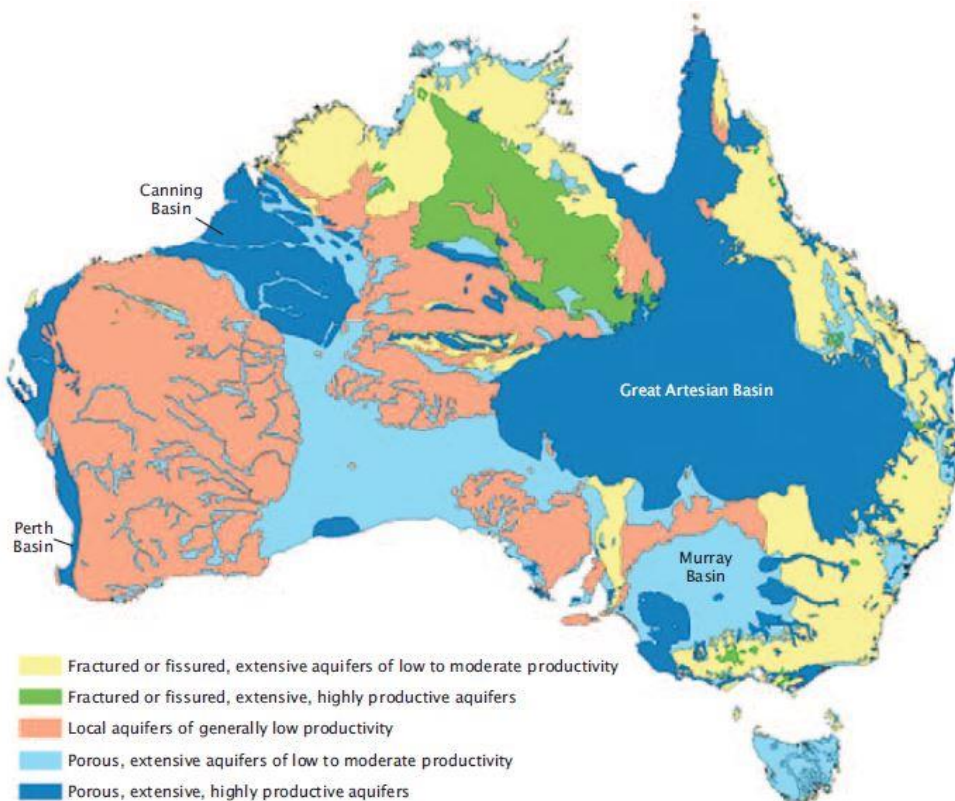 Canning
Basin
Great Artesian Basin
Perth
Basin
Murray
Basin
Fractured or fissured, extensive aquifers of low to moderate productivity
Fractured or fissured, extensive, highly productive aquifers
Local aquifers of generally low productivity
Porous, extensive aquifers of low to moderate productivity
Porous, extensive, highly productive aquifers